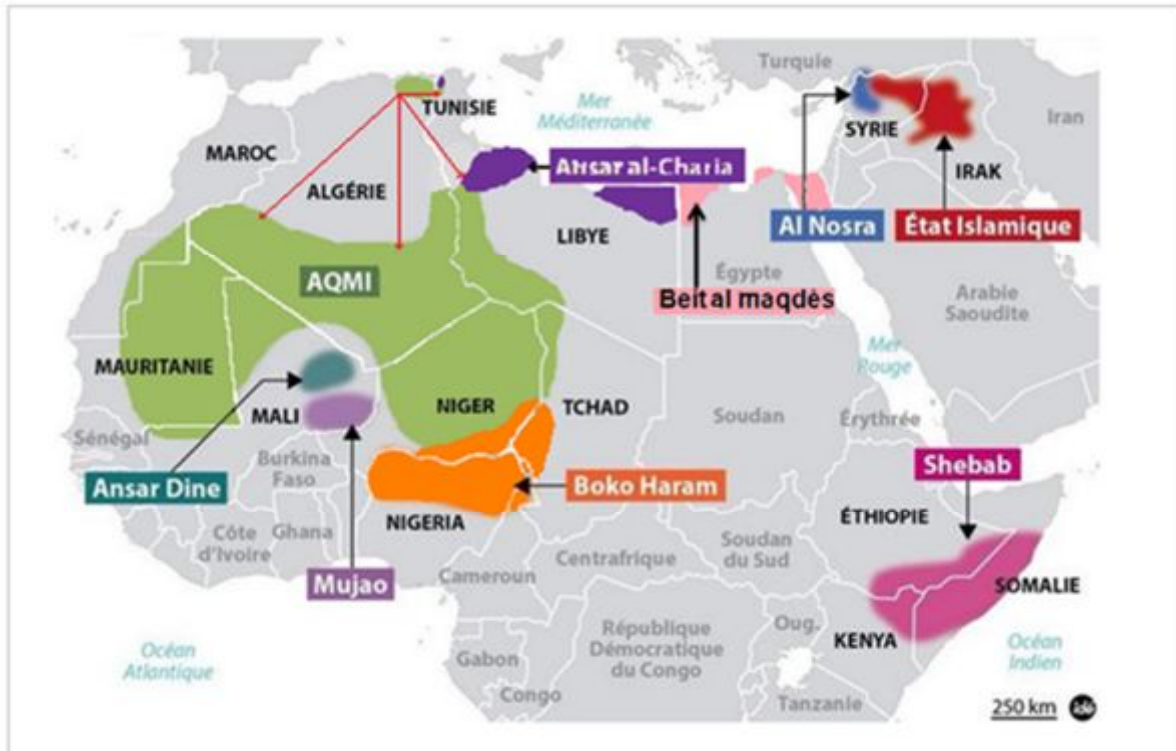 Turquie
Mer
Méditerranée
TUNISIE
SYRIE
Iran
MAROC
Ansar al-Charia
IRAK
ALGÉRIE
LIBYE
Al Nosra
État Islamique
AQMI
Égypte
Beit al maqdès
Arabie
Saoudite
Mer
Rouge
MAURITANIE
NIGER
TCHAD
MALI
Soudan
Érythrée
Sénégal
Burkina
Faso
Shebab
Ansar Dine
Boko Haram
NIGERIA
ÉTHIOPIE
Côte
d'Ivoire
Ghana
Centrafrique
Soudan
du Sud
Mujao
Cameroun
SOMALIE
Océan
Atlantique
République
Démocratique
du Congo
Oug.
KENYA
Océan
Indien
Gabon
Congo
Tanzanie
250 km